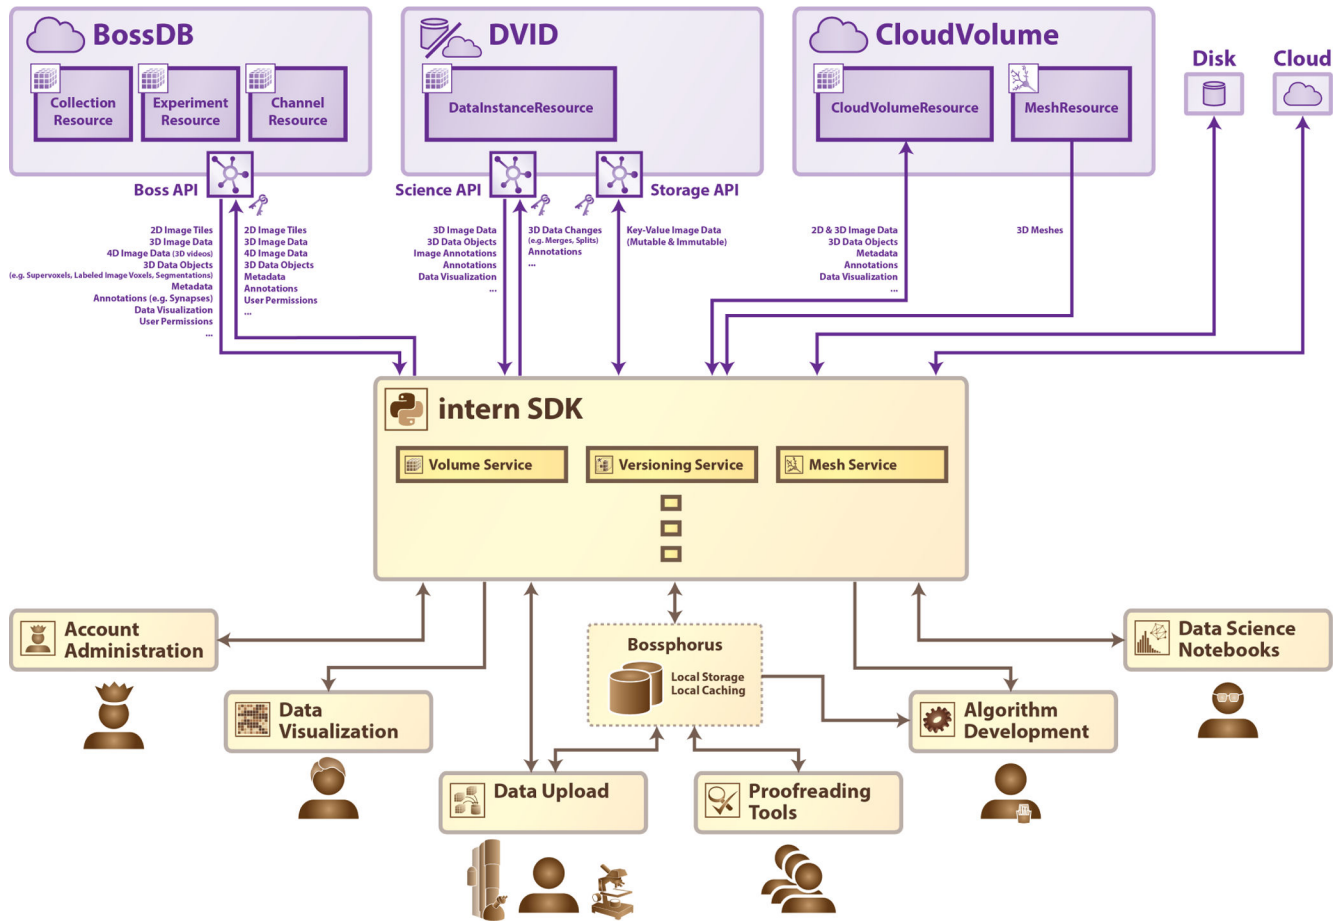 BossDB
Collection
Resource
Experiment
Resource
Channel
Resource
DVID
DataInstanceResource
CloudVolume
CloudVolumeResource
MeshResource
Disk
Cloud
Boss API
Science API
Storage API
2D Image Tiles
3D Image Data
4D Image Data (3D videos)
3D Data Objects
(e.g. Supervoxels, Labeled Image Voxels, Segmentations)
Metadata
Annotations (e.g. Synapses)
Data Visualization
User Permissions
...
2D Image Tiles
3D Image Data
4D Image Data
3D Data Objects
Metadata
Annotations
User Permissions
...
3D Image Data
3D Data Objects
Image Annotations
Annotations
Data Visualization
...
3D Data Changes
(e.g. Merges, Splits)
Annotations
...
Key-Value Image Data
(Mutable & Immutable)
2D & 3D Image Data
3D Data Objects
Metadata
Annotations
Data Visualization
...
3D Meshes
intern SDK
Volume Service
Versioning Service
Mesh Service
Account
Administration
Data
Visualization
Bossphorus
Local Storage
Local Caching
Data Upload
Proofreading
Tools
Algorithm
Development
Data Science
Notebooks